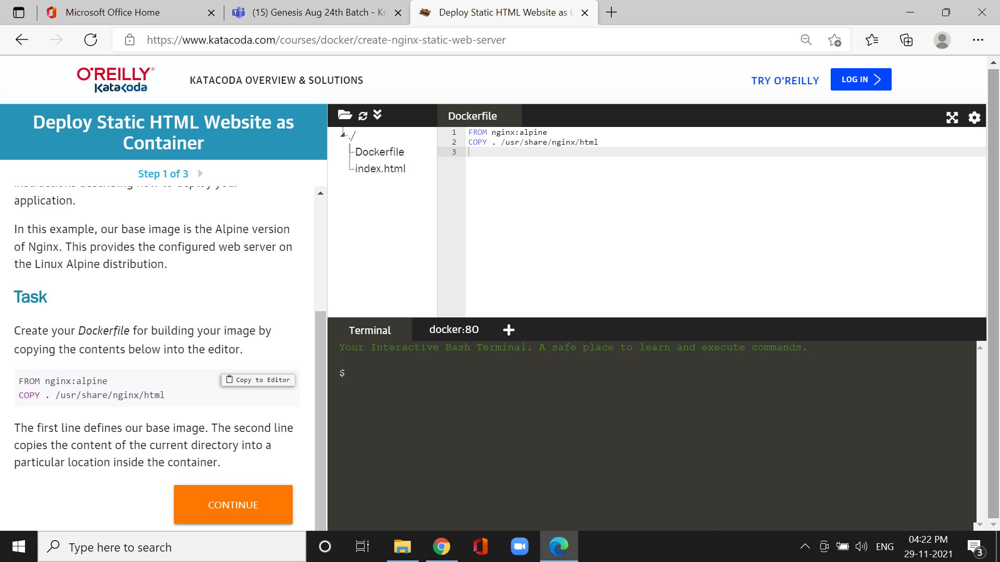 Microsoft Office Home
(15) Genesis Aug 24th Batch - Kn
Deploy Static HTML Website as C
https://www.katacoda.com/courses/docker/create-nginx-static-web-server
O'REILLY®
Katacoda
KATACODA OVERVIEW & SOLUTIONS
TRY O'REILLY
LOG IN
Deploy Static HTML Website as
Container
Step 1 of 3
instructions describing how to deploy your
application.
In this example, our base image is the Alpine version
of Nginx. This provides the configured web server on
the Linux Alpine distribution.
Task
Create your Dockerfile for building your image by
copying the contents below into the editor.
FROM nginx:alpine
Copy to Editor
COPY . /usr/share/nginx/html
The first line defines our base image. The second line
copies the content of the current directory into a
particular location inside the container.
CONTINUE
./
Dockerfile
index.html
Dockerfile
1 FROM nginx:alpine
2 COPY . /usr/share/nginx/html
3
Terminal
docker:80
Your Interactive Bash Terminal. A safe place to learn and execute commands.
$
Type here to search
ENG
04:22 PM
29-11-2021
3